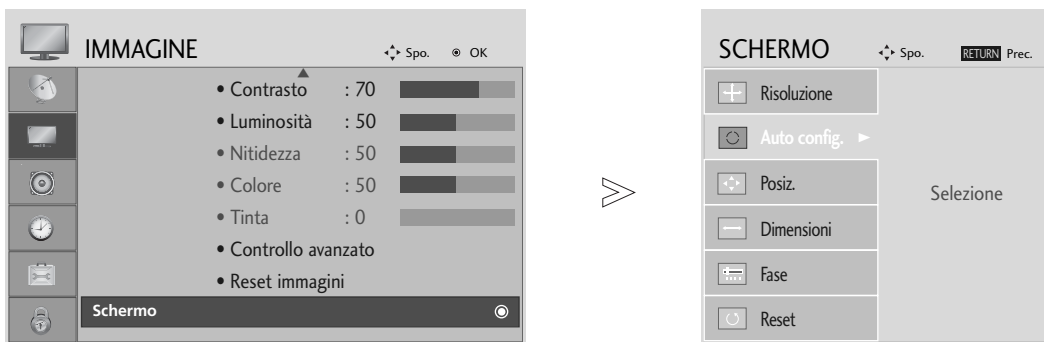 IMMAGINE
Spo. OK
• Contrasto : 70
• Luminosità : 50
• Nitidezza : 50
• Colore : 50
• Tinta : 0
• Controllo avanzato
• Reset immagini
Schermo
SCHERMO
Spo. RETURN Prec.
Risoluzione
Auto config. ►
Posiz.
Dimensioni
Fase
Reset
Selezione